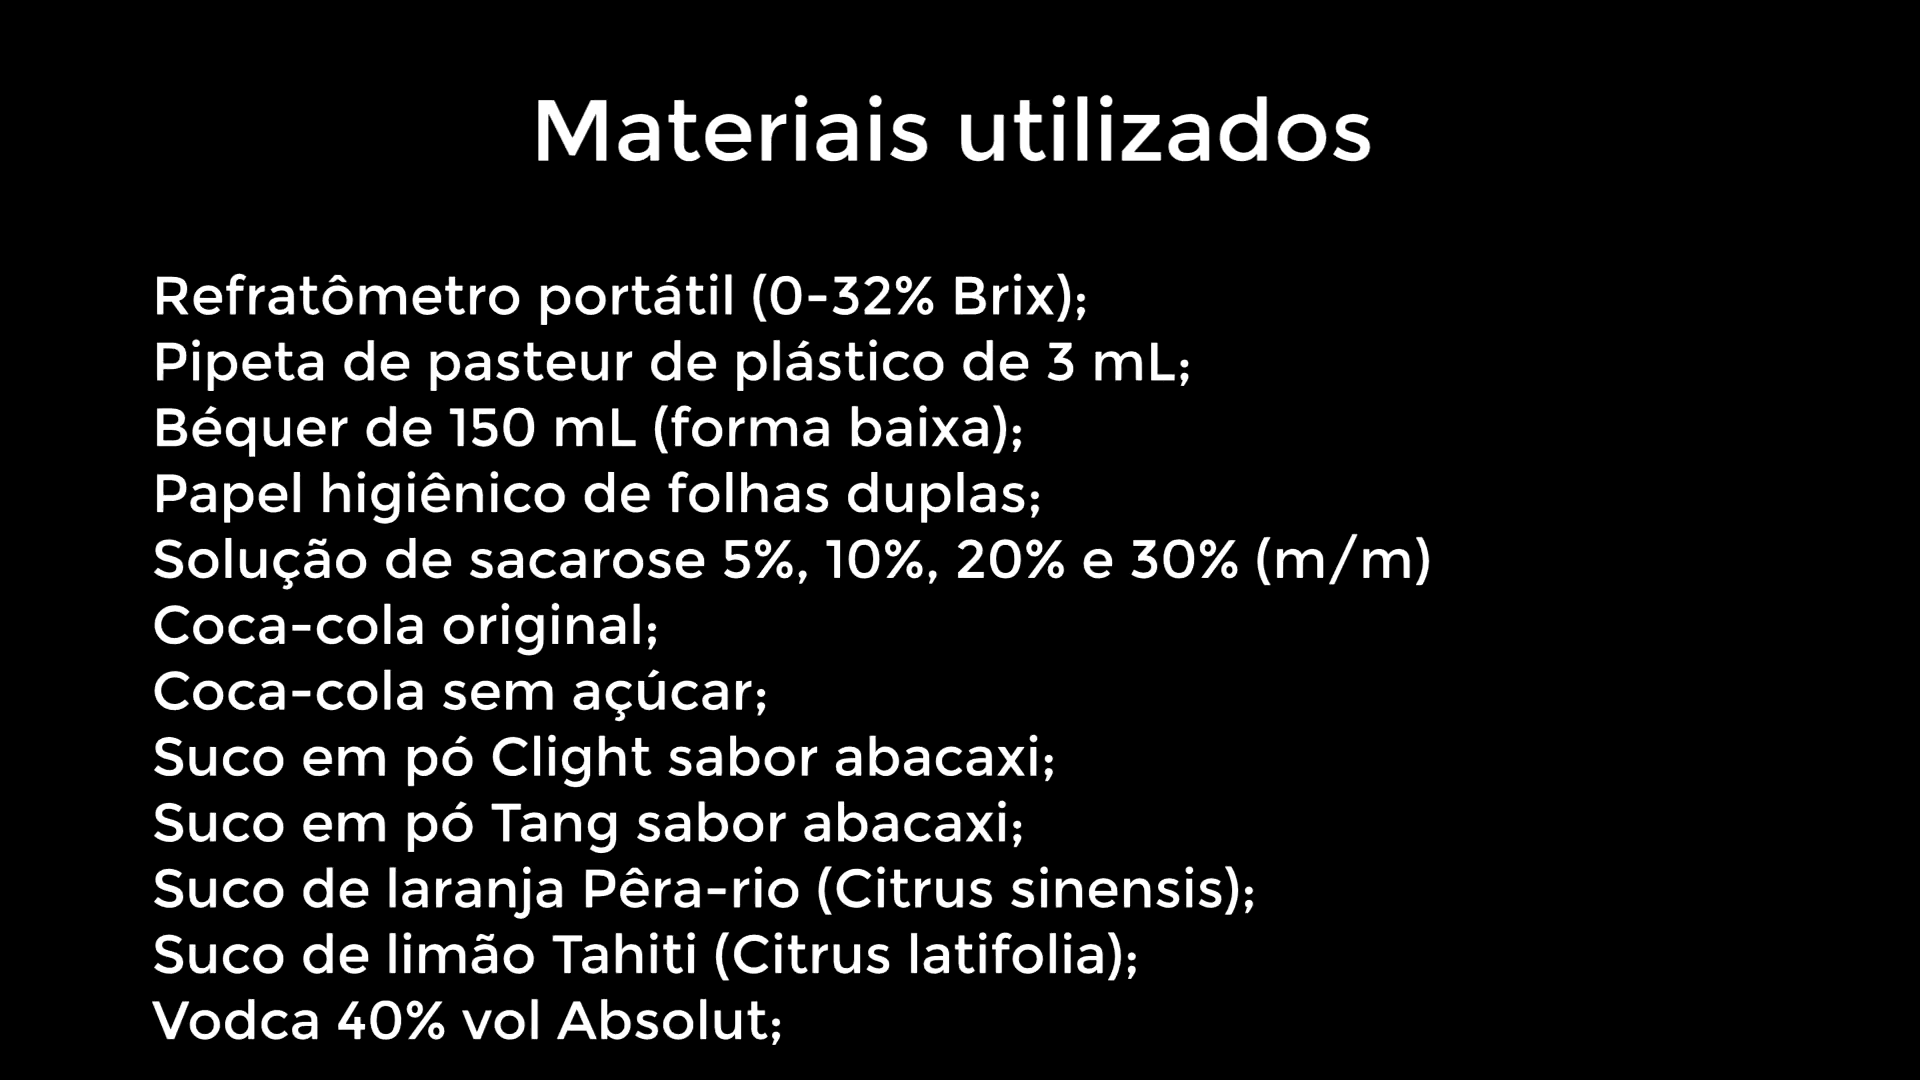 Materiais utilizados
Refratômetro portátil (0-32% Brix);
Pipeta de pasteur de plástico de 3 mL;
Béquer de 150 mL (forma baixa);
Papel higiênico de folhas duplas;
Solução de sacarose 5%, 10%, 20% e 30% (m/m)
Coca-cola original;
Coca-cola sem açúcar;
Suco em pó Clight sabor abacaxi;
Suco em pó Tang sabor abacaxi;
Suco de laranja Pêra-rio (Citrus sinensis);
Suco de limão Tahiti (Citrus latifolia);
Vodca 40% vol Absolut;